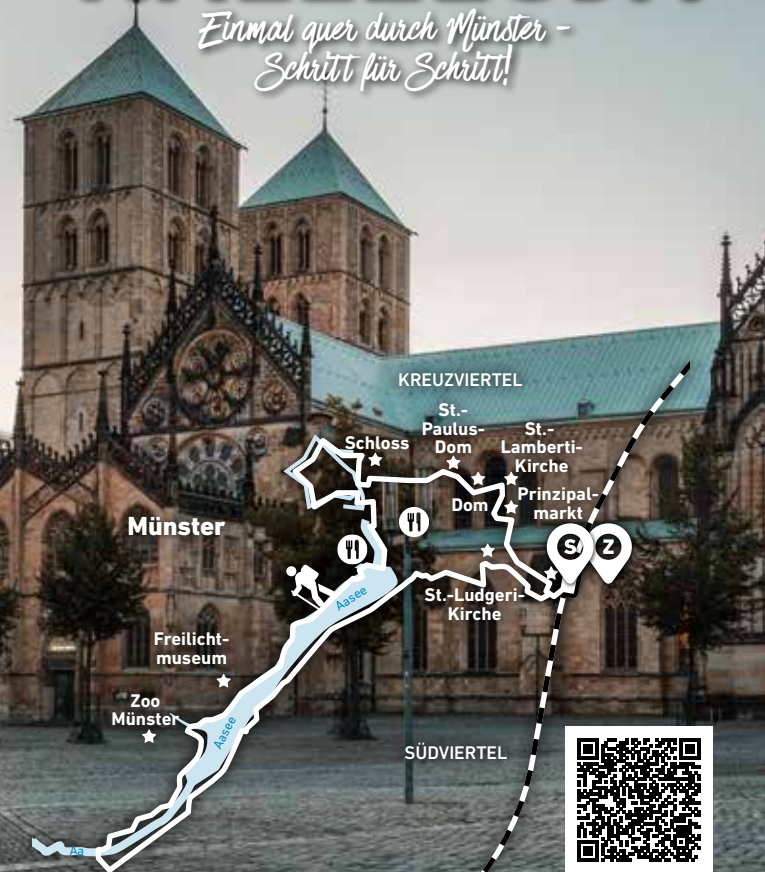 Einmal quer durch Münster –
Schritt für Schritt!
KREUZVIERTEL
Schloss
St.-
Paulus-
Dom
St.-
Lamberti-
Kirche
Dom
Prinzipal-
markt
Münster
S
Z
Aasee
St.-Ludgeri-
Kirche
Freilicht-
museum
Zoo
Münster
Aasee
SÜDVIERTEL
Aa